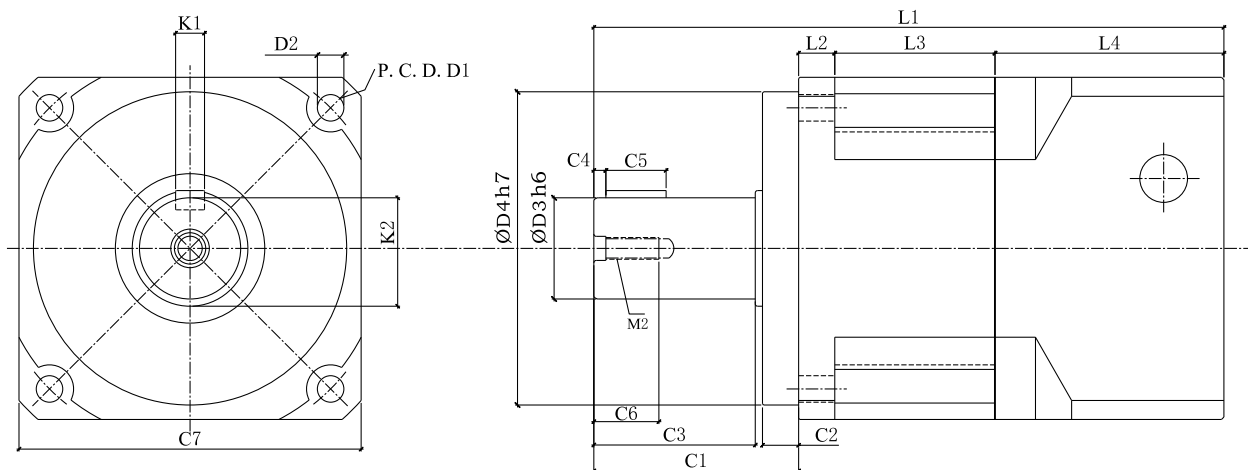 K1
D2
P. C. D. D1
K2
C7
L1
L2
L3
L4
C4
C5
ØD4h7
ØD3h6
M2
C6
C3
C2
C1